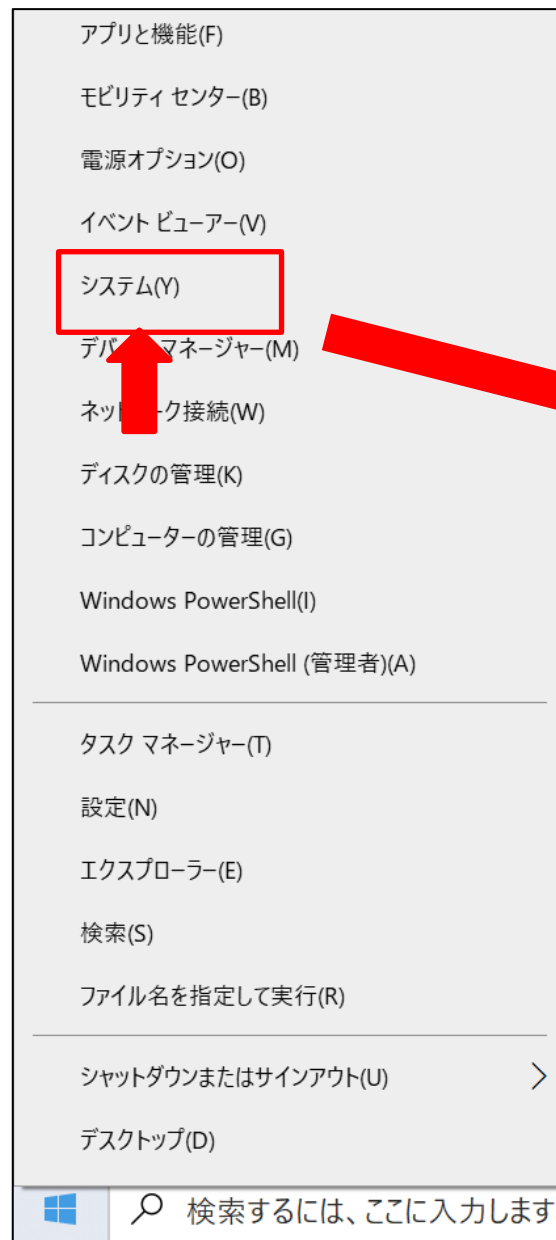 アプリと機能(F)
モビリティ センター(B)
電源オプション(O)
イベント ビューアー(V)
システム(Y)
デバ マネージャー(M)
ネッ ク接続(W)
ディスクの管理(K)
コンピューターの管理(G)
Windows PowerShell(I)
Windows PowerShell (管理者)(A)
タスク マネージャー(T)
設定(N)
エクスプローラー(E)
検索(S)
ファイル名を指定して実行(R)
シャットダウンまたはサインアウト(U)
デスクトップ(D)
検索するには、ここに入力します